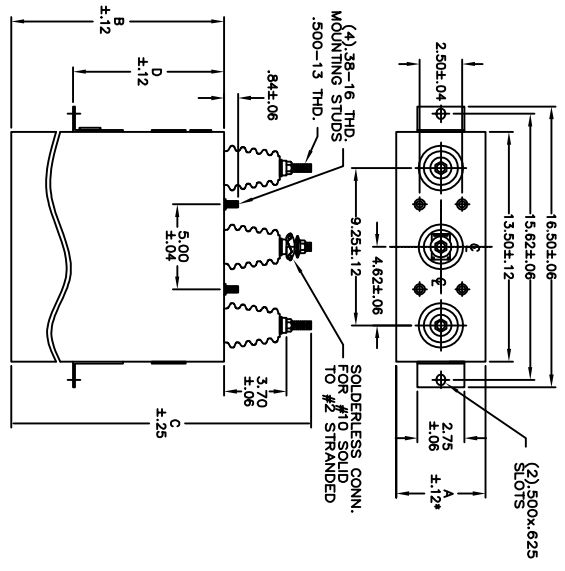 16.50±.06
15.62±.06
13.50±.12
2.50±.04
(2).500x.625
SLOTS
℄
℄
2.75
±.06
A
±.12*
4.62±.06
9.25±.12
(4).38-16 THD.
MOUNTING STUDS
.500-13 THD.
.84±.06
5.00
±.04
SOLDERLESS CONN.
FOR #10 SOLID
TO #2 STRANDED
3.70
±.06
D
±.12
B
±.12
C
±.25